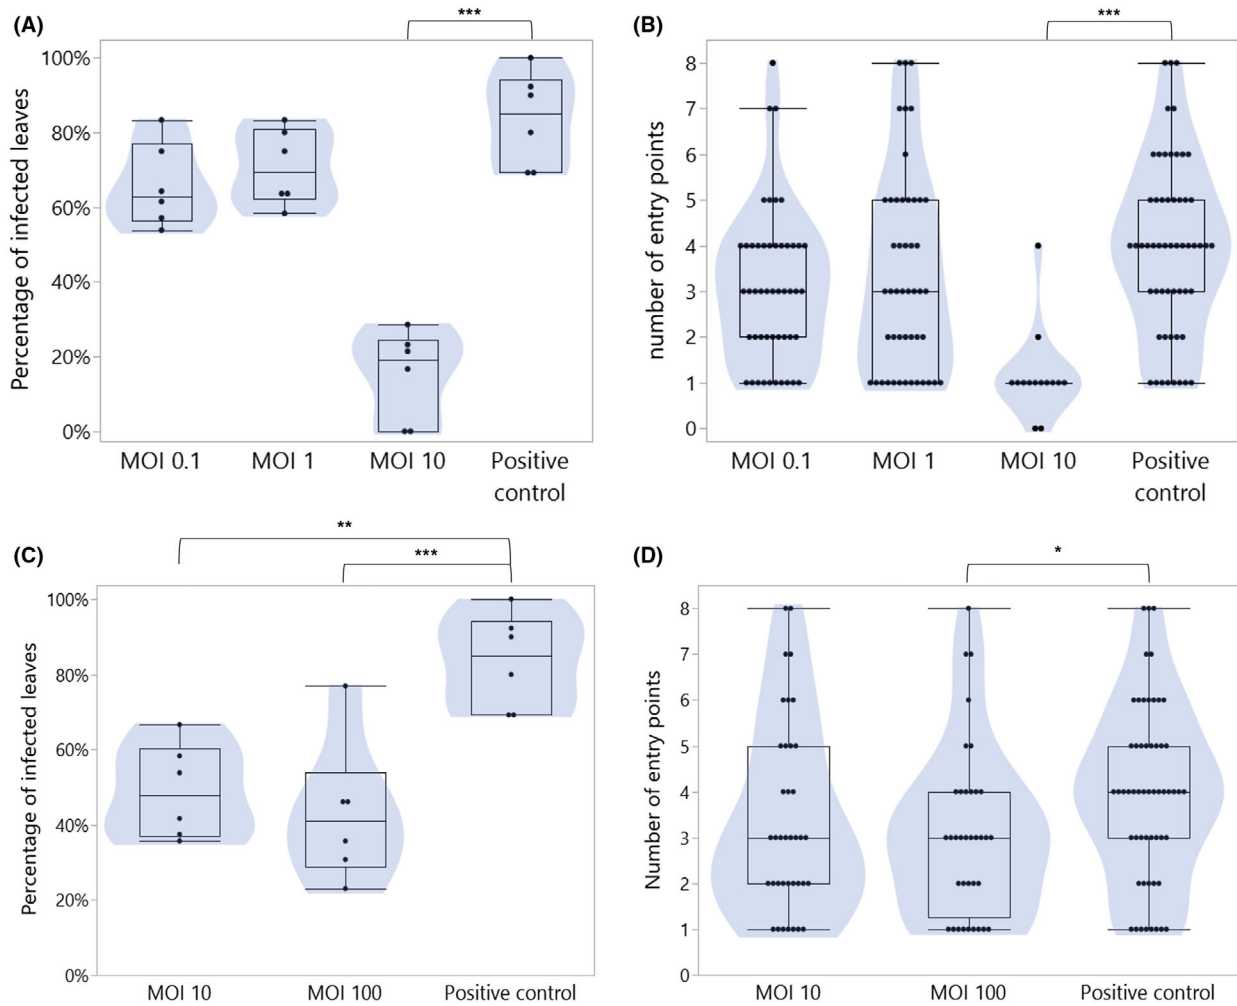 (A)
***
Percentage of infected leaves
100%
80%
60%
40%
20%
0%
MOI 0.1
MOI 1
MOI 10
Positive
control
(B)
***
number of entry points
8
7
6
5
4
3
2
1
0
MOI 0.1
MOI 1
MOI 10
Positive
control
(C)
**
***
Percentage of infected leaves
100%
80%
60%
40%
20%
0%
MOI 10
MOI 100
Positive control
(D)
*
Number of entry points
8
7
6
5
4
3
2
1
0
MOI 10
MOI 100
Positive control